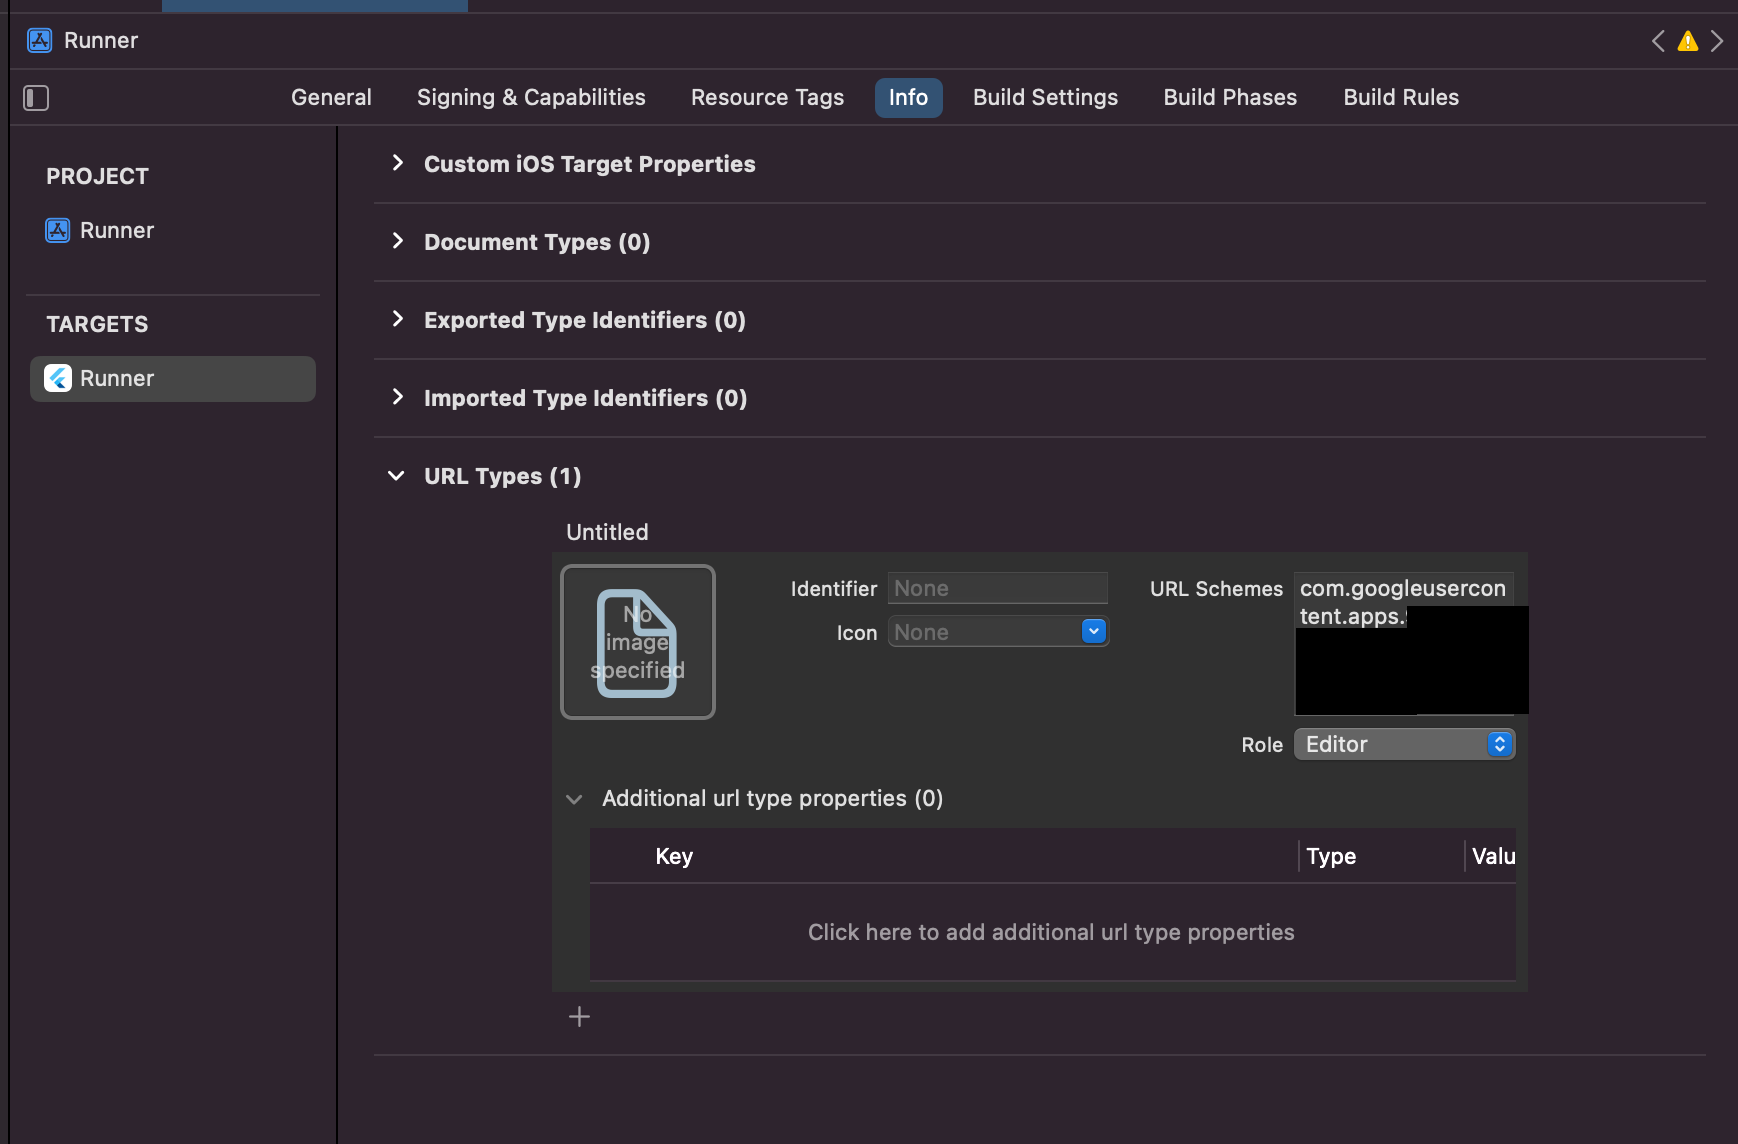 Runner
General Signing & Capabilities Resource Tags Info Build Settings Build Phases Build Rules
PROJECT
Runner
TARGETS
Runner
Custom iOS Target Properties
Document Types (0)
Exported Type Identifiers (0)
Imported Type Identifiers (0)
URL Types (1)
Untitled
No
image
specified
Identifier None
Icon None
URL Schemes com.googleusercon
tent.apps.
Role Editor
Additional url type properties (0)
Key Type Valu
Click here to add additional url type properties